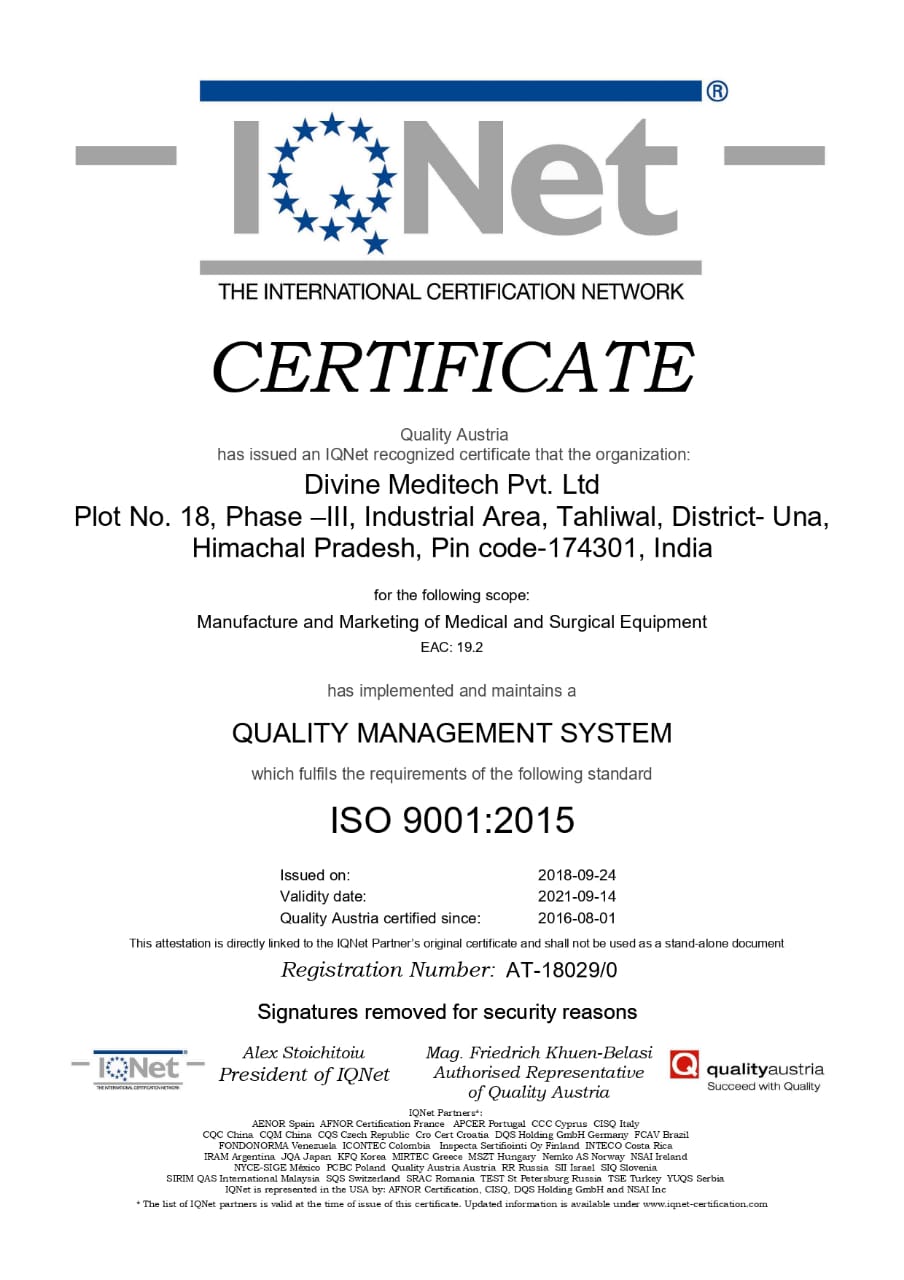 IQNet®
THE INTERNATIONAL CERTIFICATION NETWORK
CERTIFICATE
Quality Austria
has issued an IQNet recognized certificate that the organization:
Divine Meditech Pvt. Ltd
Plot No. 18, Phase –III, Industrial Area, Tahliwal, District- Una,
Himachal Pradesh, Pin code-174301, India
for the following scope:
Manufacture and Marketing of Medical and Surgical Equipment
EAC: 19.2
has implemented and maintains a
QUALITY MANAGEMENT SYSTEM
which fulfils the requirements of the following standard
ISO 9001:2015
Issued on: 2018-09-24
Validity date: 2021-09-14
Quality Austria certified since: 2016-08-01
This attestation is directly linked to the IQNet Partner's original certificate and shall not be used as a stand-alone document
Registration Number: AT-18029/0
Signatures removed for security reasons
IQNet
THE INTERNATIONAL CERTIFICATION NETWORK
Alex Stoichitoiu
President of IQNet
Mag. Friedrich Khuen-Belasi
Authorised Representative
of Quality Austria
Q qualityaustria
Succeed with Quality
IQNet Partners*:
AENOR Spain AFNOR Certification France APCER Portugal CCC Cyprus CISQ Italy
CQC China CQM China CQS Czech Republic Cro Cert Croatia DQS Holding GmbH Germany FCAV Brazil
FONDONORMA Venezuela ICONTEC Colombia Inspecta Sertifiointi Oy Finland INTECO Costa Rica
IRAM Argentina JQA Japan KFQ Korea MIRTEC Greece MSZT Hungary Nemko AS Norway NSAI Ireland
NYCE-SIGE México PCBC Poland Quality Austria Austria RR Russia SII Israel SIQ Slovenia
SIRIM QAS International Malaysia SQS Switzerland SRAC Romania TEST St Petersburg Russia TSE Turkey YUQS Serbia
IQNet is represented in the USA by: AFNOR Certification, CISQ, DQS Holding GmbH and NSAI Inc
* The list of IQNet partners is valid at the time of issue of this certificate. Updated information is available under www.iqnet-certification.com